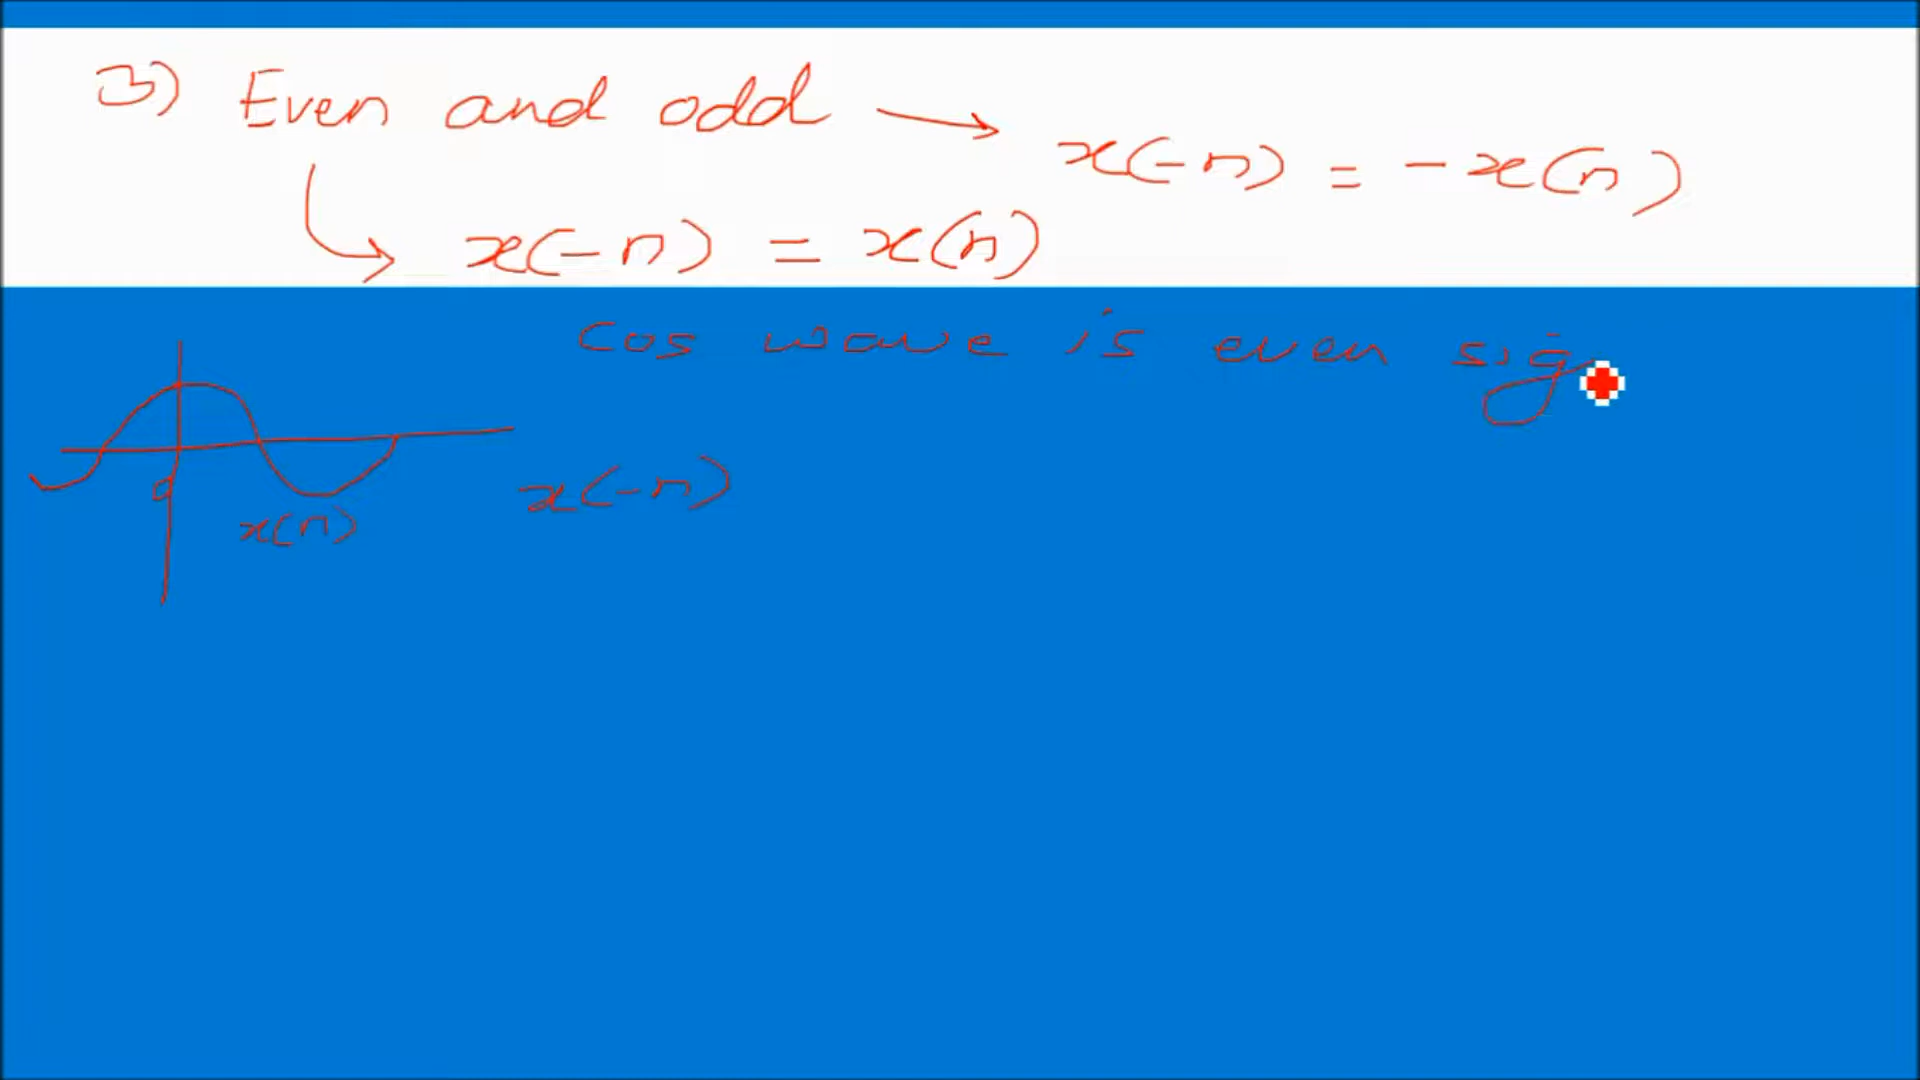 3) Even and odd → x(-n) = -x(n)
x(-n) = x(n)
cos wave is even sig
0
x(n)
x(-n)